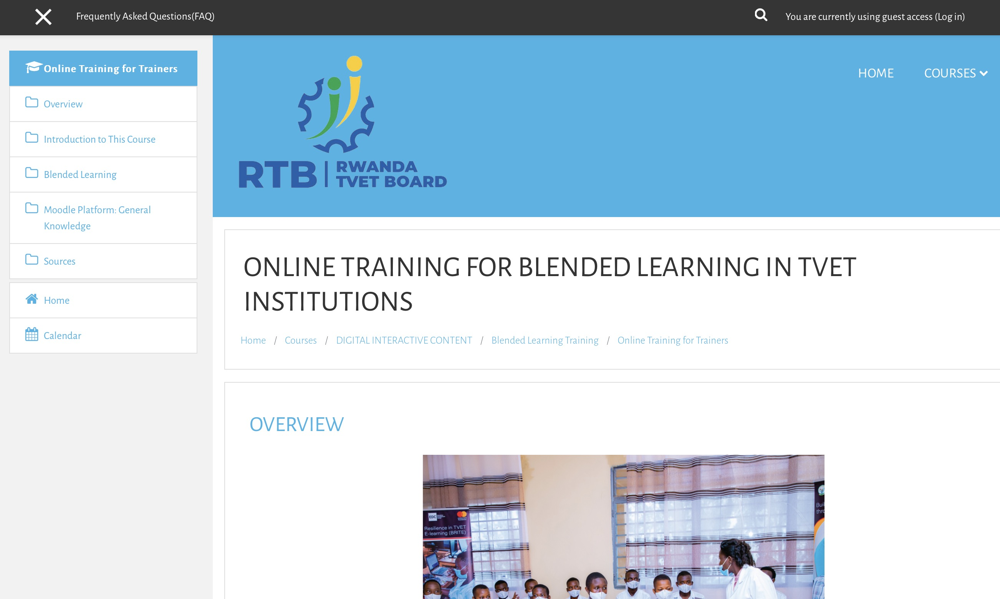 Frequently Asked Questions(FAQ)
You are currently using guest access (Log in)
Online Training for Trainers
Overview
Introduction to This Course
Blended Learning
Moodle Platform: General
Knowledge
Sources
Home
Calendar
HOME
COURSES
RTB
RWANDA
TVET BOARD
ONLINE TRAINING FOR BLENDED LEARNING IN TVET
INSTITUTIONS
Home / Courses / DIGITAL INTERACTIVE CONTENT / Blended Learning Training / Online Training for Trainers
OVERVIEW
EDC
Resilience in TVET
E-learning (BRITE)